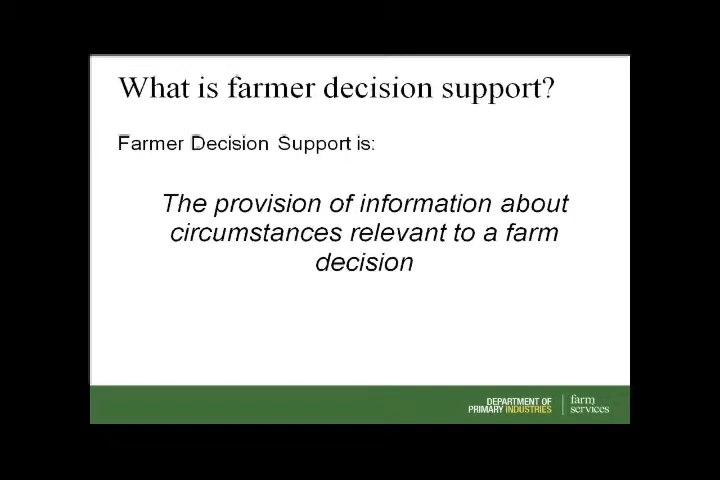 What is farmer decision support?
Farmer Decision Support is:
The provision of information about
circumstances relevant to a farm
decision
DEPARTMENT OF
PRIMARY INDUSTRIES
farm
services